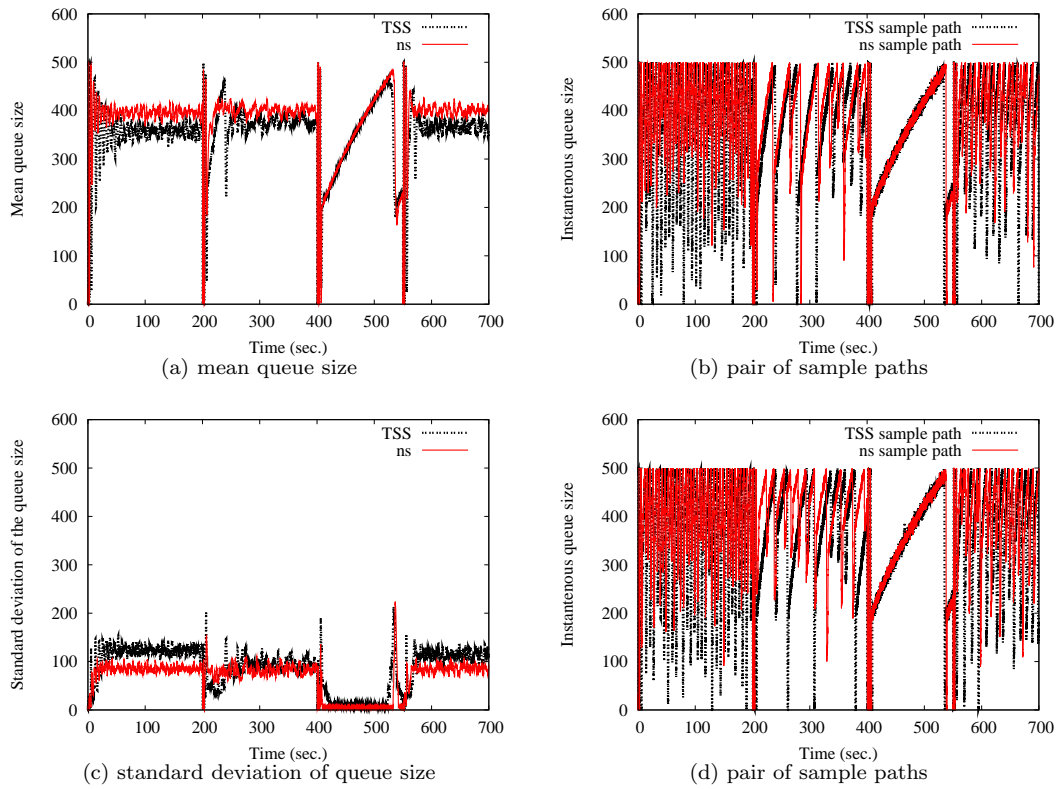 600
500
400
300
200
100
0
Mean queue size
TSS
ns
0 100 200 300 400 500 600 700
Time (sec.)
(a) mean queue size
600
500
400
300
200
100
0
Instantenous queue size
TSS sample path
ns sample path
0 100 200 300 400 500 600 700
Time (sec.)
(b) pair of sample paths
600
500
400
300
200
100
0
Standard deviation of the queue size
TSS
ns
0 100 200 300 400 500 600 700
Time (sec.)
(c) standard deviation of queue size
600
500
400
300
200
100
0
Instantenous queue size
TSS sample path
ns sample path
0 100 200 300 400 500 600 700
Time (sec.)
(d) pair of sample paths